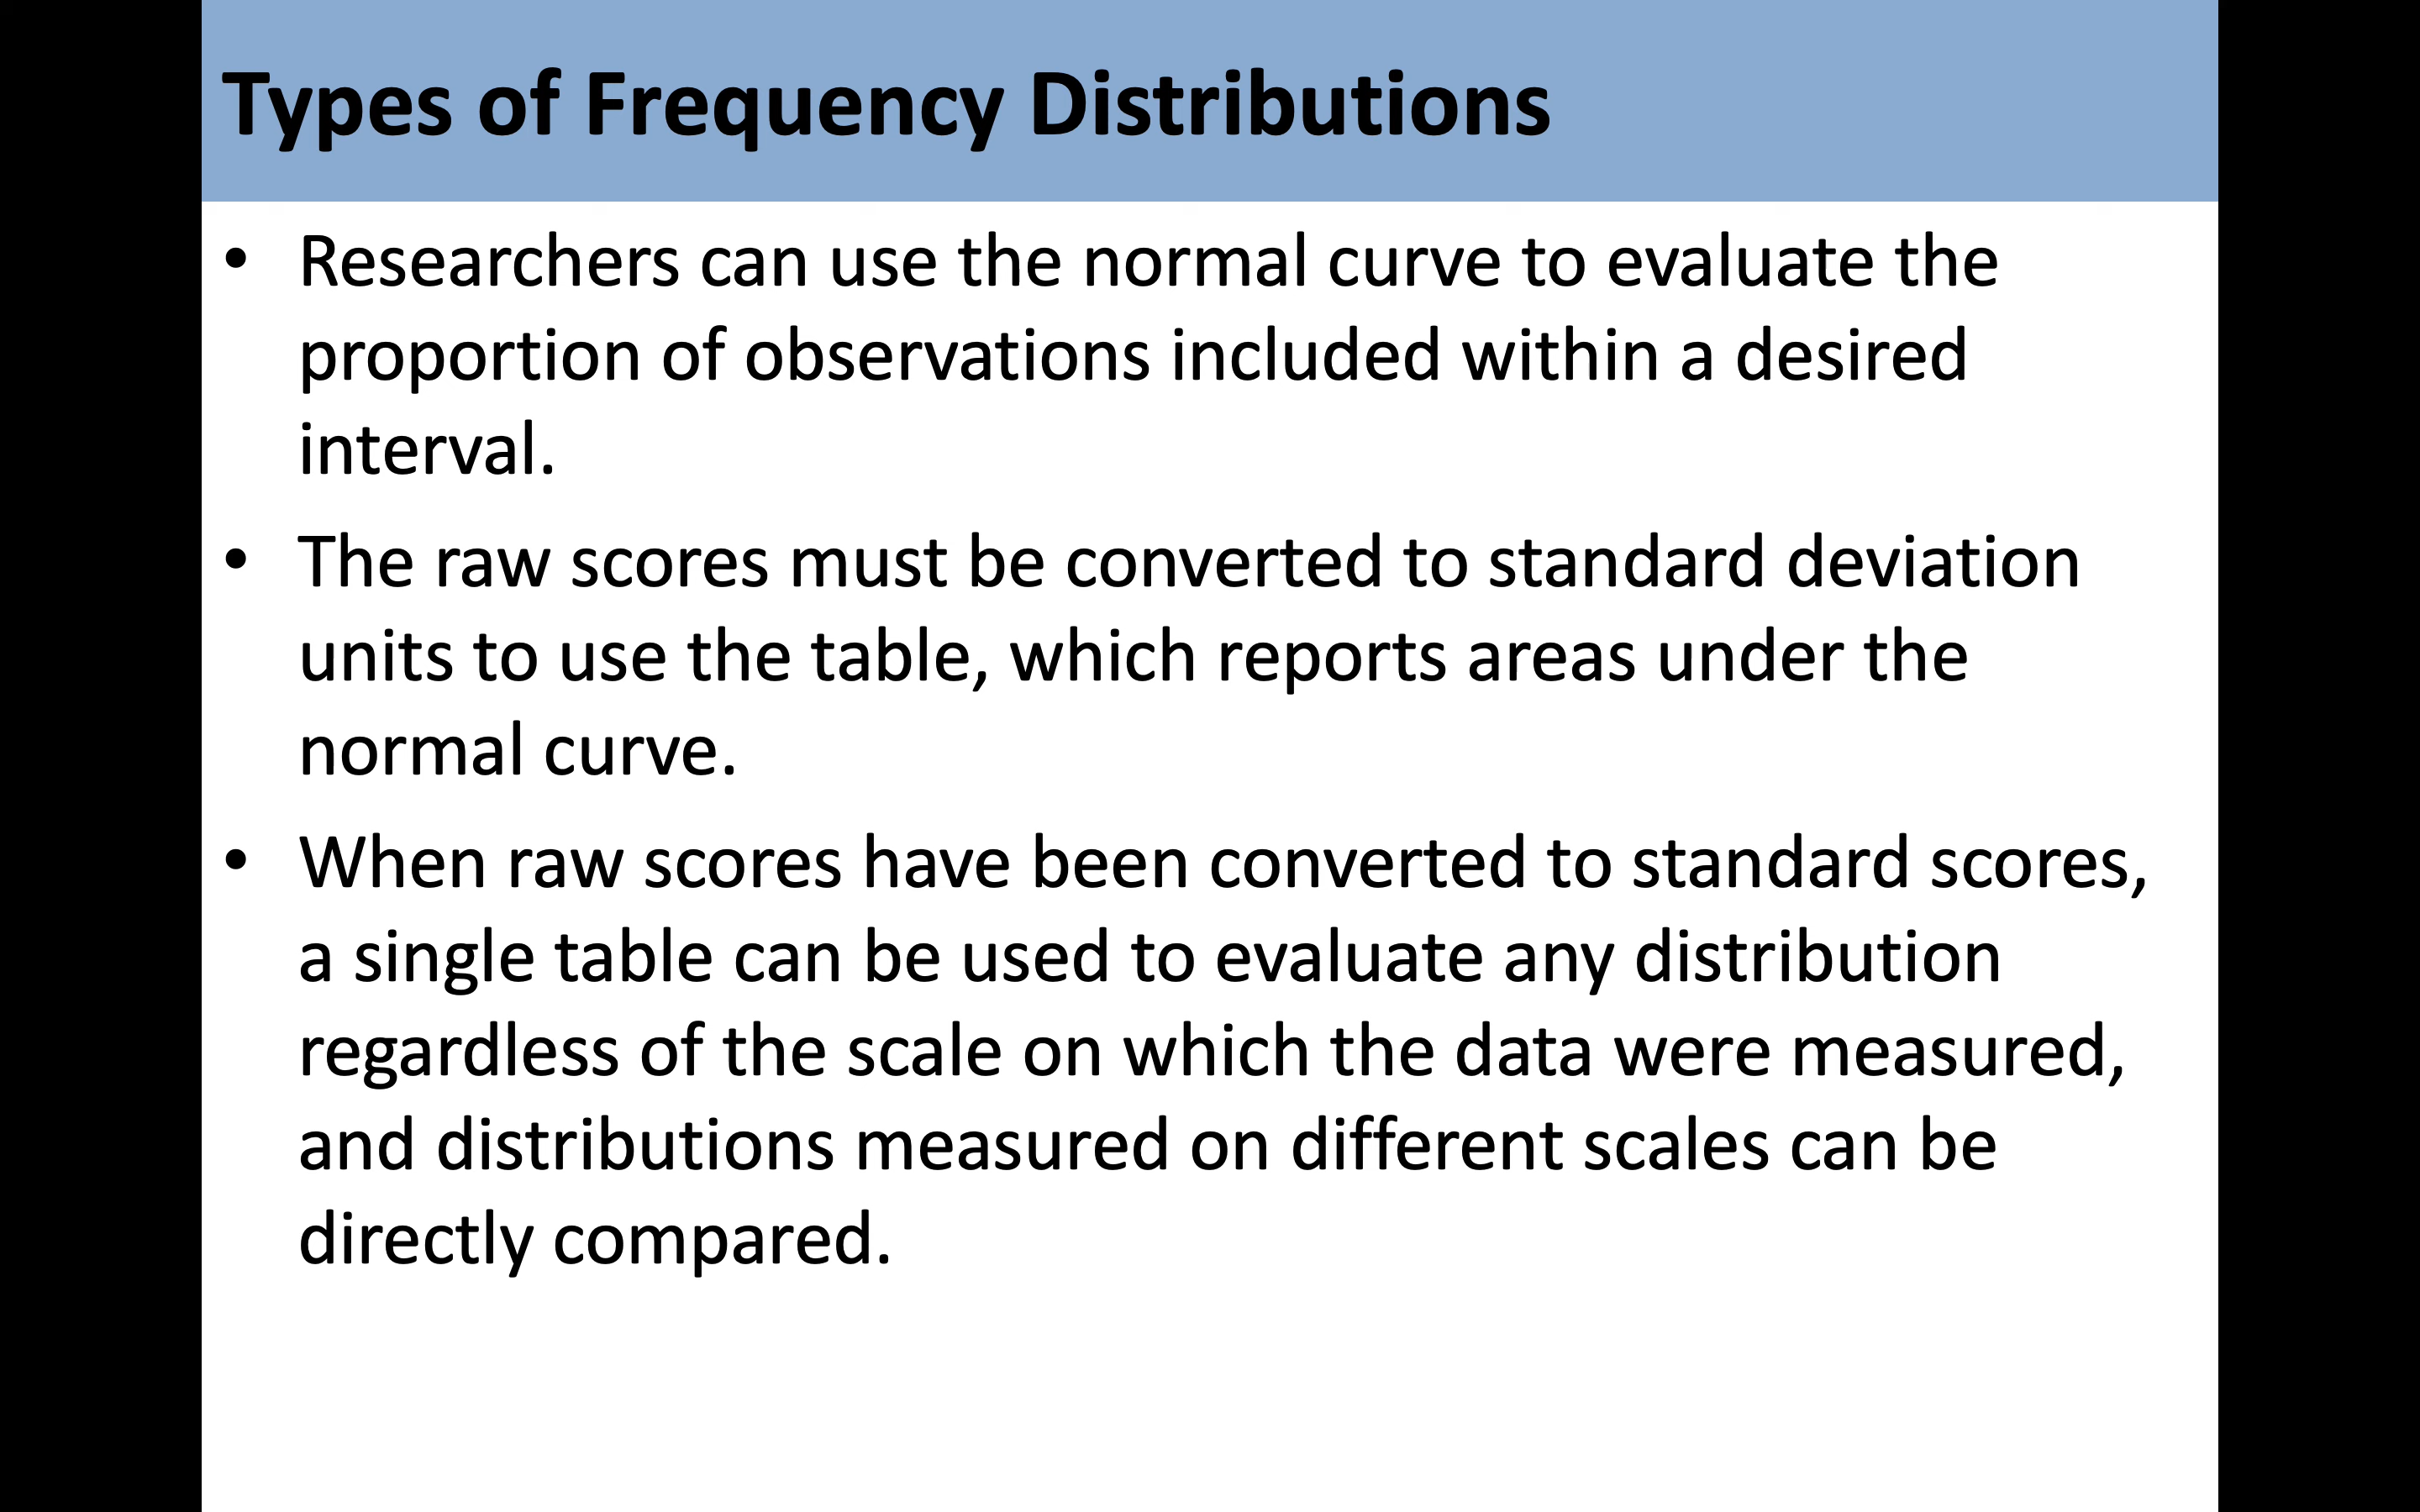 Types of Frequency Distributions
• Researchers can use the normal curve to evaluate the
proportion of observations included within a desired
interval.
• The raw scores must be converted to standard deviation
units to use the table, which reports areas under the
normal curve.
• When raw scores have been converted to standard scores,
a single table can be used to evaluate any distribution
regardless of the scale on which the data were measured,
and distributions measured on different scales can be
directly compared.